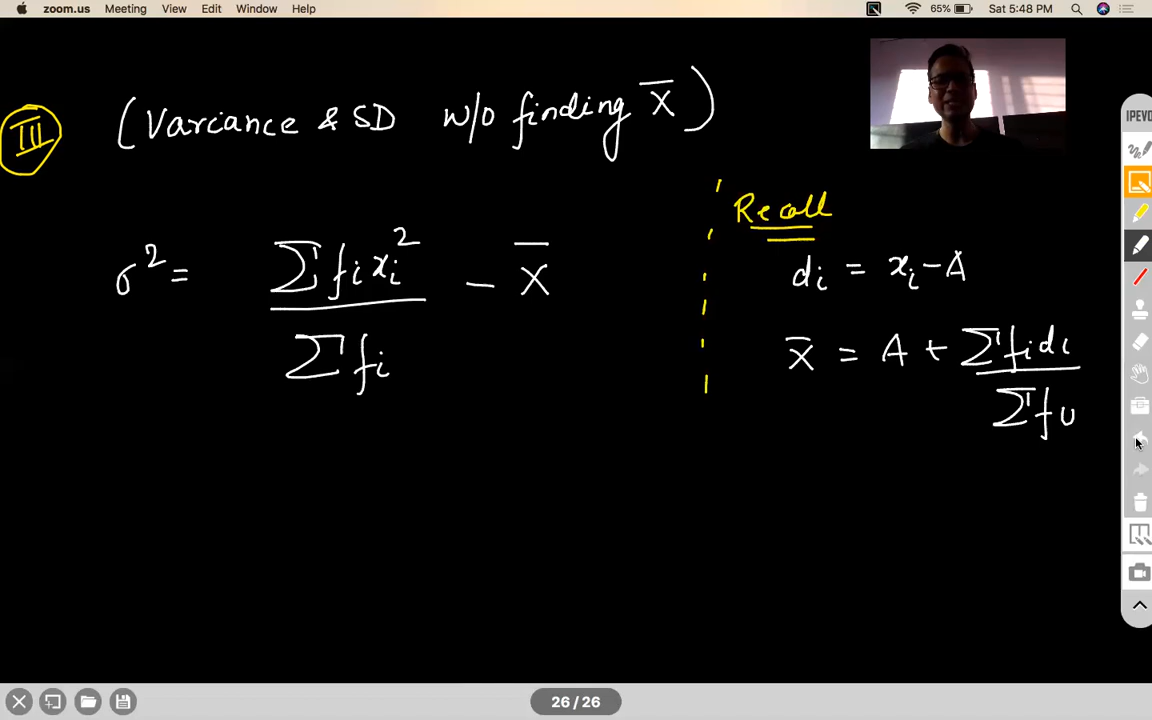 zoom.us Meeting View Edit Window Help 65% Sat 5:48 PM
III (Variance & SD w/o finding X̅)
Recall
σ² = Σfixi² / Σfi - X̅
di = xi - A
x̅ = A + Σfidi / Σfi
IPEVO
26 / 26